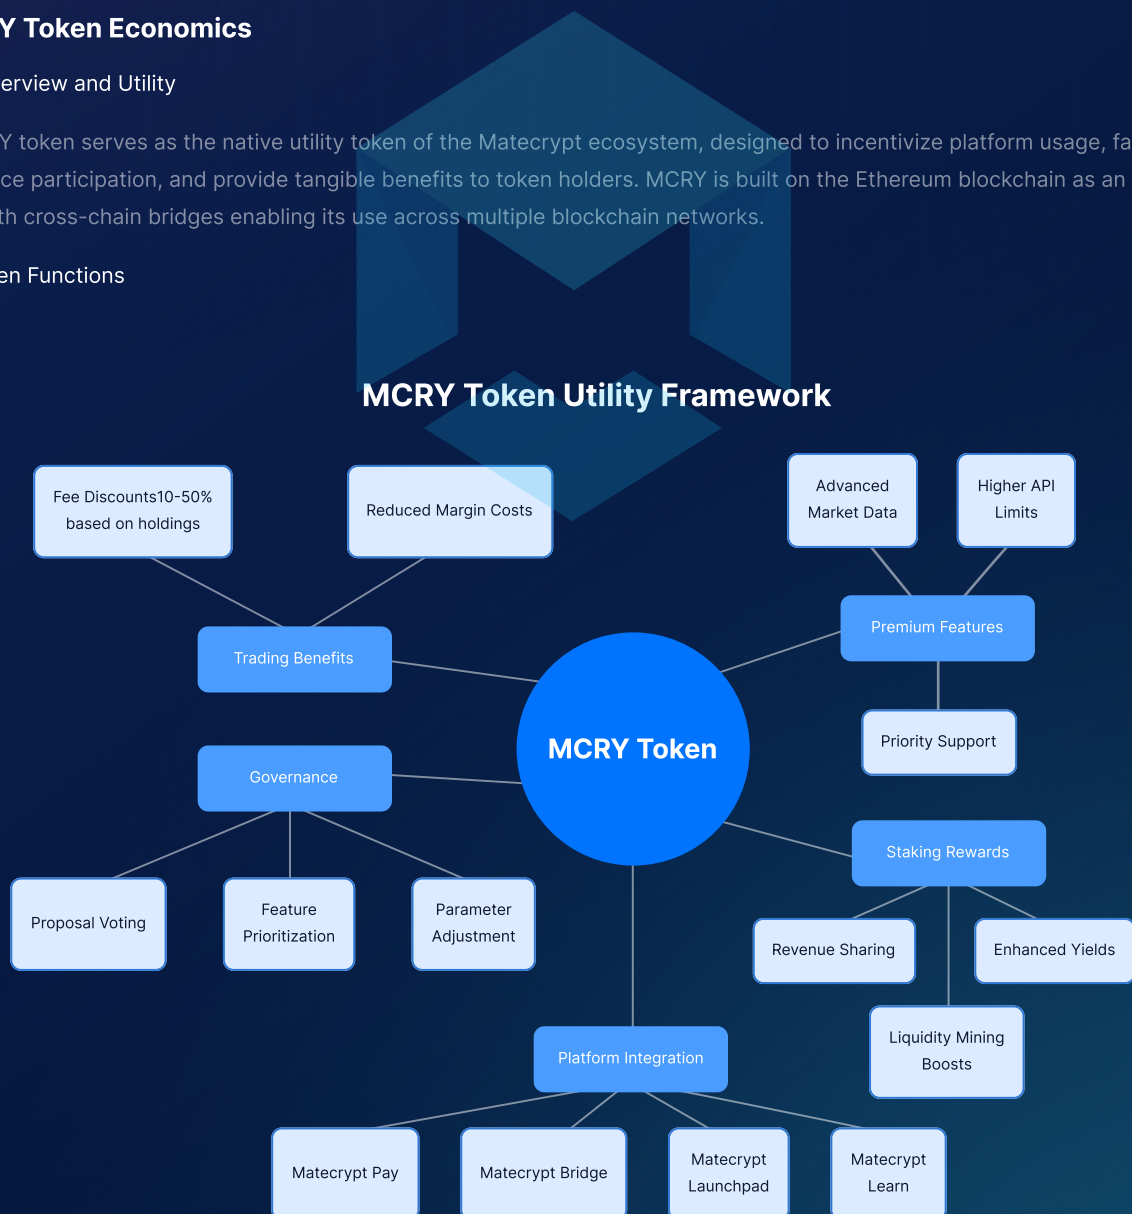 Y Token Economics
erview and Utility
Y token serves as the native utility token of the Matecrypt ecosystem, designed to incentivize platform usage, fa
ce participation, and provide tangible benefits to token holders. MCRY is built on the Ethereum blockchain as an
th cross-chain bridges enabling its use across multiple blockchain networks.
en Functions
MCRY Token Utility Framework
Fee Discounts10-50%
based on holdings
Reduced Margin Costs
Advanced
Market Data
Higher API
Limits
Trading Benefits
Premium Features
MCRY Token
Priority Support
Governance
Staking Rewards
Proposal Voting
Feature
Prioritization
Parameter
Adjustment
Revenue Sharing
Enhanced Yields
Liquidity Mining
Boosts
Platform Integration
Matecrypt Pay
Matecrypt Bridge
Matecrypt
Launchpad
Matecrypt
Learn